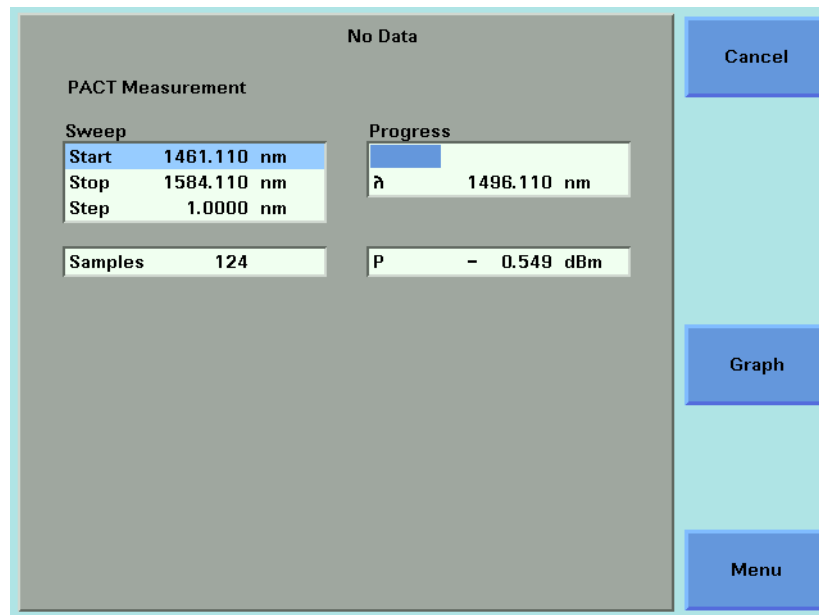 No Data
Cancel
PACT Measurement
Sweep
Start 1461.110 nm
Stop 1584.110 nm
Step 1.0000 nm
Samples 124
Progress
λ 1496.110 nm
P - 0.549 dBm
Graph
Menu